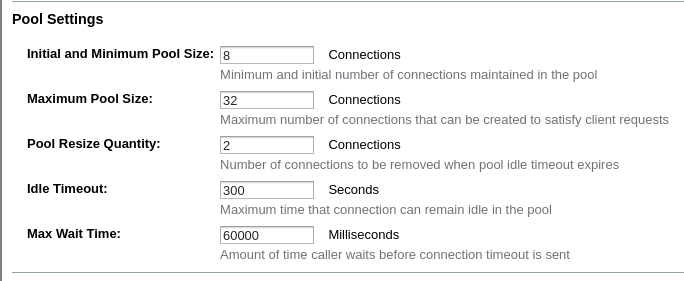 Pool Settings
Initial and Minimum Pool Size: 8 Connections
Minimum and initial number of connections maintained in the pool
Maximum Pool Size: 32 Connections
Maximum number of connections that can be created to satisfy client requests
Pool Resize Quantity: 2 Connections
Number of connections to be removed when pool idle timeout expires
Idle Timeout: 300 Seconds
Maximum time that connection can remain idle in the pool
Max Wait Time: 60000 Milliseconds
Amount of time caller waits before connection timeout is sent